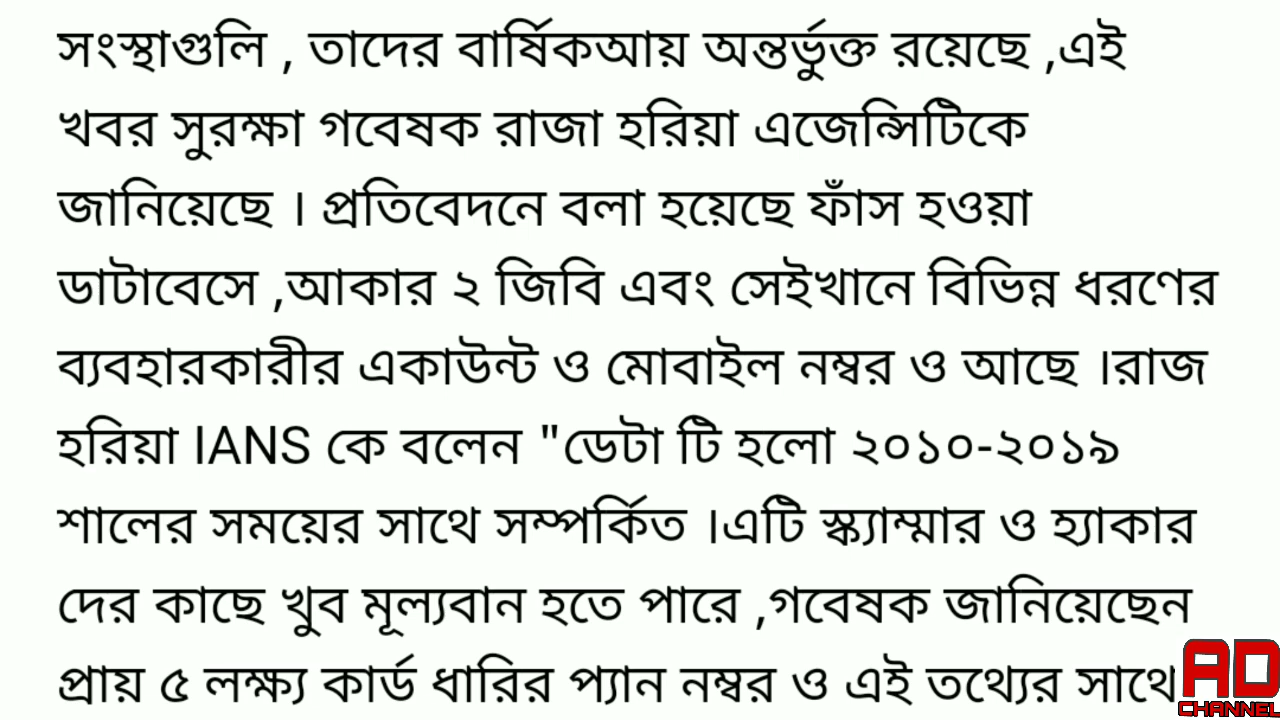 সংস্থাগুলি , তাদের বার্ষিকআয় অন্তর্ভুক্ত রয়েছে ,এই
খবর সুরক্ষা গবেষক রাজা হরিয়া এজেন্সিটিকে
জানিয়েছে । প্রতিবেদনে বলা হয়েছে ফাঁস হওয়া
ডাটাবেসে ,আকার ২ জিবি এবং সেইখানে বিভিন্ন ধরণের
ব্যবহারকারীর একাউন্ট ও মোবাইল নম্বর ও আছে ।রাজ
হরিয়া IANS কে বলেন "ডেটা টি হলো ২০১০-২০১৯
শালের সময়ের সাথে সম্পর্কিত ।এটি স্ক্যাম্মার ও হ্যাকার
দের কাছে খুব মূল্যবান হতে পারে ,গবেষক জানিয়েছেন
প্রায় ৫ লক্ষ্য কার্ড ধারির প্যান নম্বর ও এই তথ্যের সাথে
AD
CHANNEL